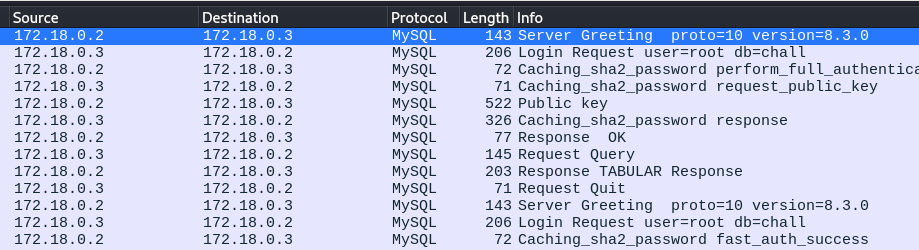 Source Destination Protocol Length Info
172.18.0.2 172.18.0.3 MySQL 143 Server Greeting  proto=10 version=8.3.0
172.18.0.3 172.18.0.2 MySQL 206 Login Request user=root db=chall
172.18.0.2 172.18.0.3 MySQL 72 Caching_sha2_password perform_full_authentica
172.18.0.3 172.18.0.2 MySQL 71 Caching_sha2_password request_public_key
172.18.0.2 172.18.0.3 MySQL 522 Public key
172.18.0.3 172.18.0.2 MySQL 326 Caching_sha2_password response
172.18.0.2 172.18.0.3 MySQL 77 Response  OK
172.18.0.3 172.18.0.2 MySQL 145 Request Query
172.18.0.2 172.18.0.3 MySQL 203 Response TABULAR Response
172.18.0.3 172.18.0.2 MySQL 71 Request Quit
172.18.0.2 172.18.0.3 MySQL 143 Server Greeting  proto=10 version=8.3.0
172.18.0.3 172.18.0.2 MySQL 206 Login Request user=root db=chall
172.18.0.2 172.18.0.3 MySQL 72 Caching_sha2_password fast_auth_success